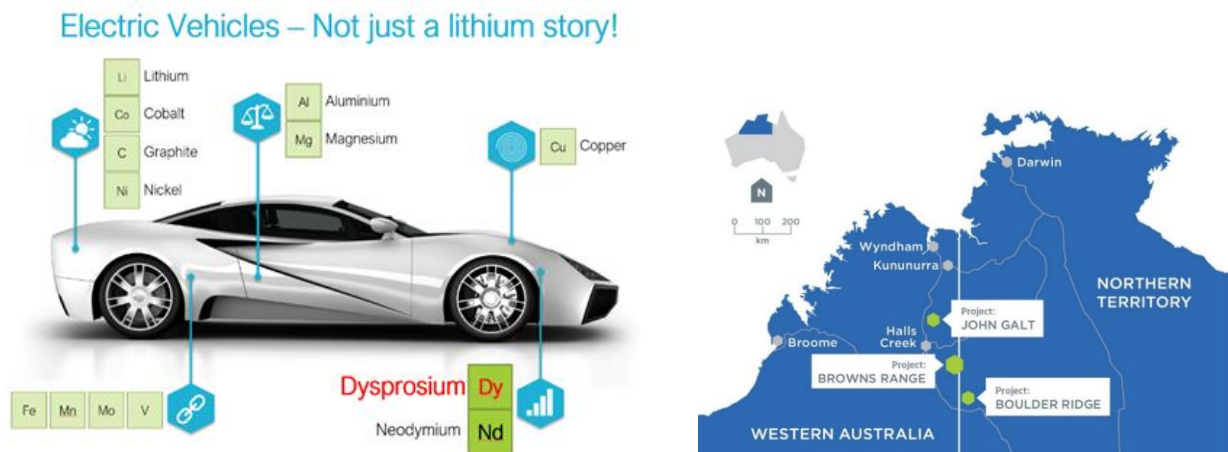 Electric Vehicles – Not just a lithium story!
Li Lithium
Co Cobalt
C Graphite
Ni Nickel
Al Aluminium
Mg Magnesium
Cu Copper
Fe Mn Mo V
Dysprosium Dy
Neodymium Nd
N
0 100 200
km
Darwin
Wyndham
Kununurra
NORTHERN
TERRITORY
Project:
JOHN GALT
Halls
Creek
Broome
Project:
BROWNS RANGE
Project:
BOULDER RIDGE
WESTERN AUSTRALIA